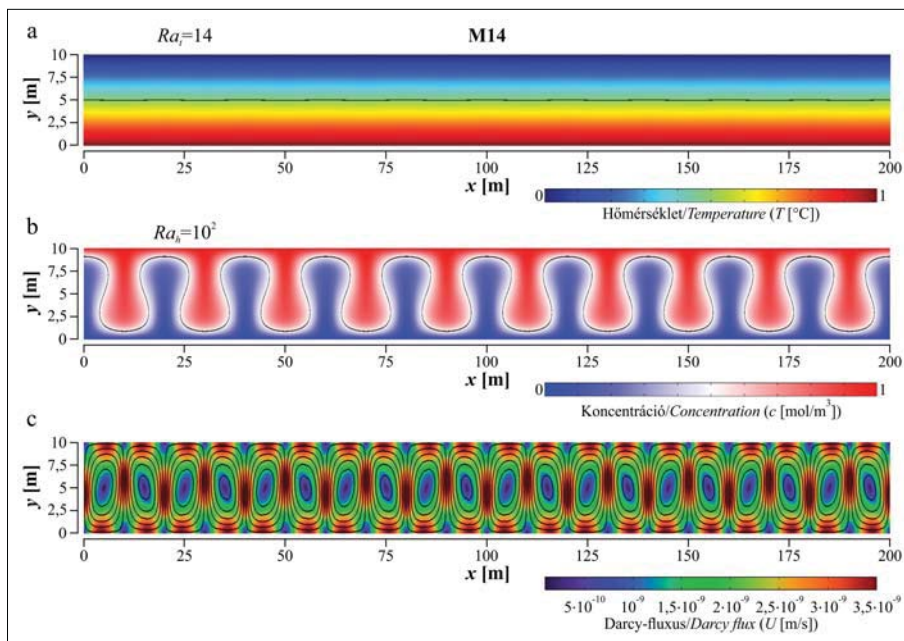 a
Ra_t=14
M14
y [m]
10
7,5
5
2,5
0
0 25 50 75 100 125 150 175 200
x [m]
0 1
Hőmérséklet/Temperature (T [°C])
b
Ra_h=10²
y [m]
10
7,5
5
2,5
0
0 25 50 75 100 125 150 175 200
x [m]
0 1
Koncentráció/Concentration (c [mol/m³])
c
y [m]
10
7,5
5
2,5
0
0 25 50 75 100 125 150 175 200
x [m]
5·10⁻¹⁰ 10⁻⁹ 1,5·10⁻⁹ 2·10⁻⁹ 2,5·10⁻⁹ 3·10⁻⁹ 3,5·10⁻⁹
Darcy-fluxus/Darcy flux (U [m/s])